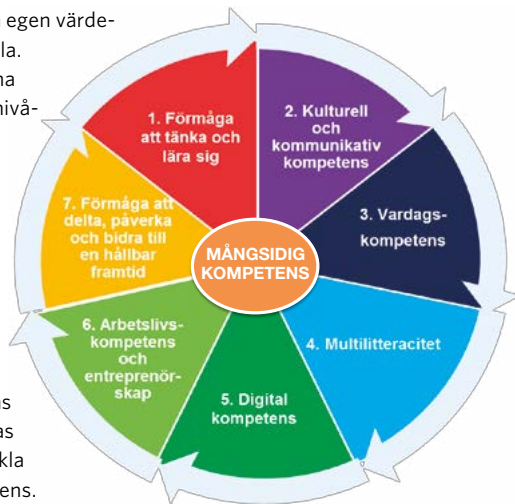 egen värde-
la.
na
nivå-
1. Förmåga
att tänka och
lära sig
2. Kulturell
och
kommunikativ
kompetens
3. Vardags-
kompetens
4. Multilitteracitet
5. Digital
kompetens
6. Arbetslivs-
kompetens
och
entreprenör-
skap
7. Förmåga att
delta, påverka
och bidra till
en hållbar
framtid
MÅNGSIDIG
KOMPETENS
as
kla
ens.